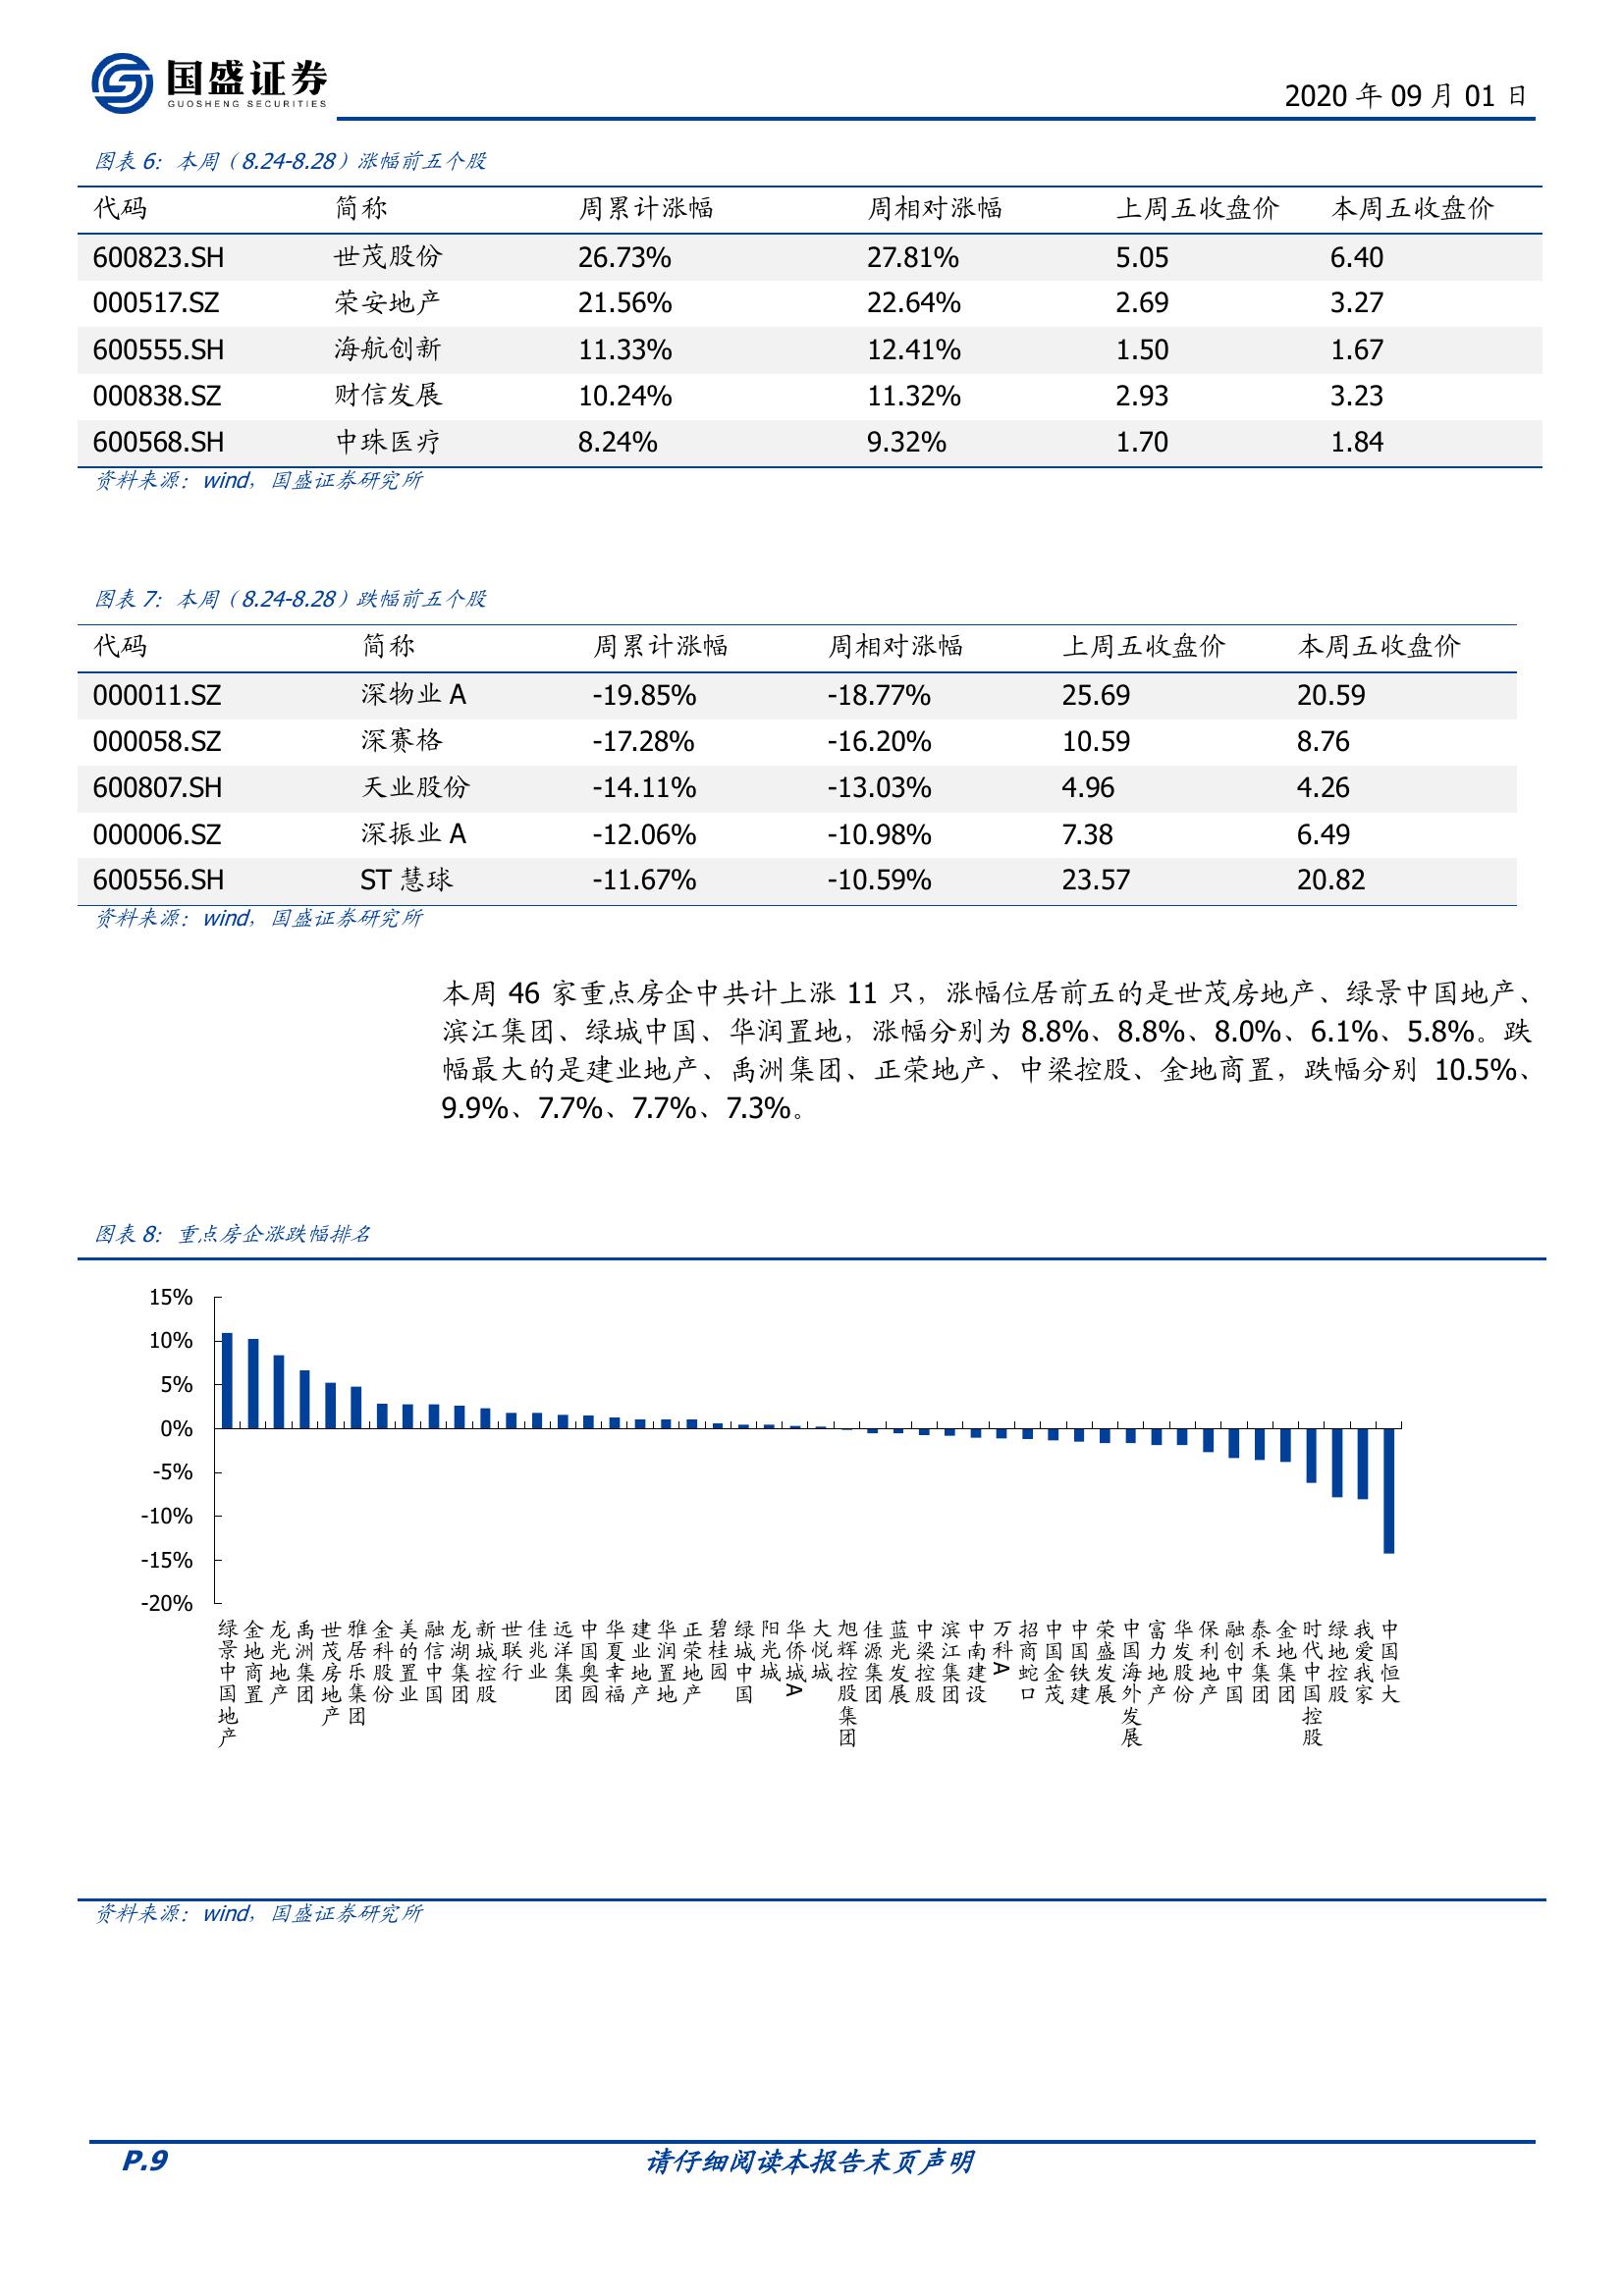 国盛证券
GUOSHENG SECURITIES
2020 年 09 月 01 日
图表 6：本周（8.24-8.28）涨幅前五个股
代码 简称 周累计涨幅 周相对涨幅 上周五收盘价 本周五收盘价
600823.SH 世茂股份 26.73% 27.81% 5.05 6.40
000517.SZ 荣安地产 21.56% 22.64% 2.69 3.27
600555.SH 海航创新 11.33% 12.41% 1.50 1.67
000838.SZ 财信发展 10.24% 11.32% 2.93 3.23
600568.SH 中珠医疗 8.24% 9.32% 1.70 1.84
资料来源：wind，国盛证券研究所
图表 7：本周（8.24-8.28）跌幅前五个股
代码 简称 周累计涨幅 周相对涨幅 上周五收盘价 本周五收盘价
000011.SZ 深物业 A -19.85% -18.77% 25.69 20.59
000058.SZ 深赛格 -17.28% -16.20% 10.59 8.76
600807.SH 天业股份 -14.11% -13.03% 4.96 4.26
000006.SZ 深振业 A -12.06% -10.98% 7.38 6.49
600556.SH ST 慧球 -11.67% -10.59% 23.57 20.82
资料来源：wind，国盛证券研究所
本周 46 家重点房企中共计上涨 11 只，涨幅位居前五的是世茂房地产、绿景中国地产、
滨江集团、绿城中国、华润置地，涨幅分别为 8.8%、8.8%、8.0%、6.1%、5.8%。跌
幅最大的是建业地产、禹洲集团、正荣地产、中梁控股、金地商置，跌幅分别 10.5%、
9.9%、7.7%、7.7%、7.3%。
图表 8：重点房企涨跌幅排名
15%
10%
5%
0%
-5%
-10%
-15%
-20%
绿景中国地产
金地商置
龙光地产
禹洲集团
世茂房地产
雅居乐集团
金科股份
美的置业
融信中国
龙湖集团
新城控股
世联行
佳兆业
远洋集团
中国奥园
华夏幸福
建业地产
华润置地
正荣地产
碧桂园
绿城中国
阳光城
华侨城A
大悦城
旭辉控股集团
佳源集团
蓝光发展
中梁控股
滨江集团
中南建设
万科A
招商蛇口
中国金茂
中国铁建
荣盛发展
中国海外发展
富力地产
华发股份
保利地产
融创中国
泰禾集团
金地集团
时代中国控股
绿地控股
我爱我家
中国恒大
资料来源：wind，国盛证券研究所
P.9 请仔细阅读本报告末页声明